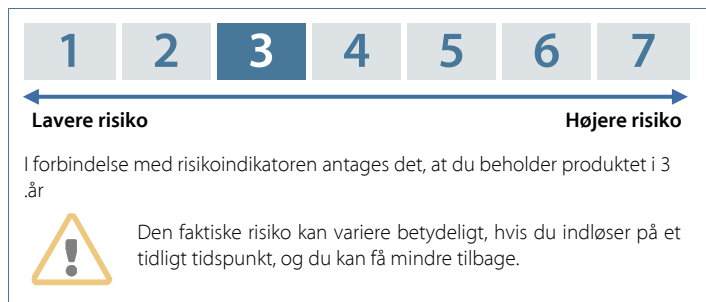 1 2 3 4 5 6 7
Lavere risiko Højere risiko
I forbindelse med risikoindikatoren antages det, at du beholder produktet i 3
.år
Den faktiske risiko kan variere betydeligt, hvis du indløser på et
tidligt tidspunkt, og du kan få mindre tilbage.